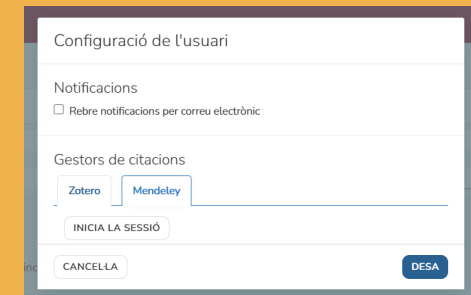 Configuració de l'usuari
Notificacions
Rebre notificacions per correu electrònic
Gestors de citacions
Zotero Mendeley
INICIA LA SESSIÓ
CANCEL·LA DESA